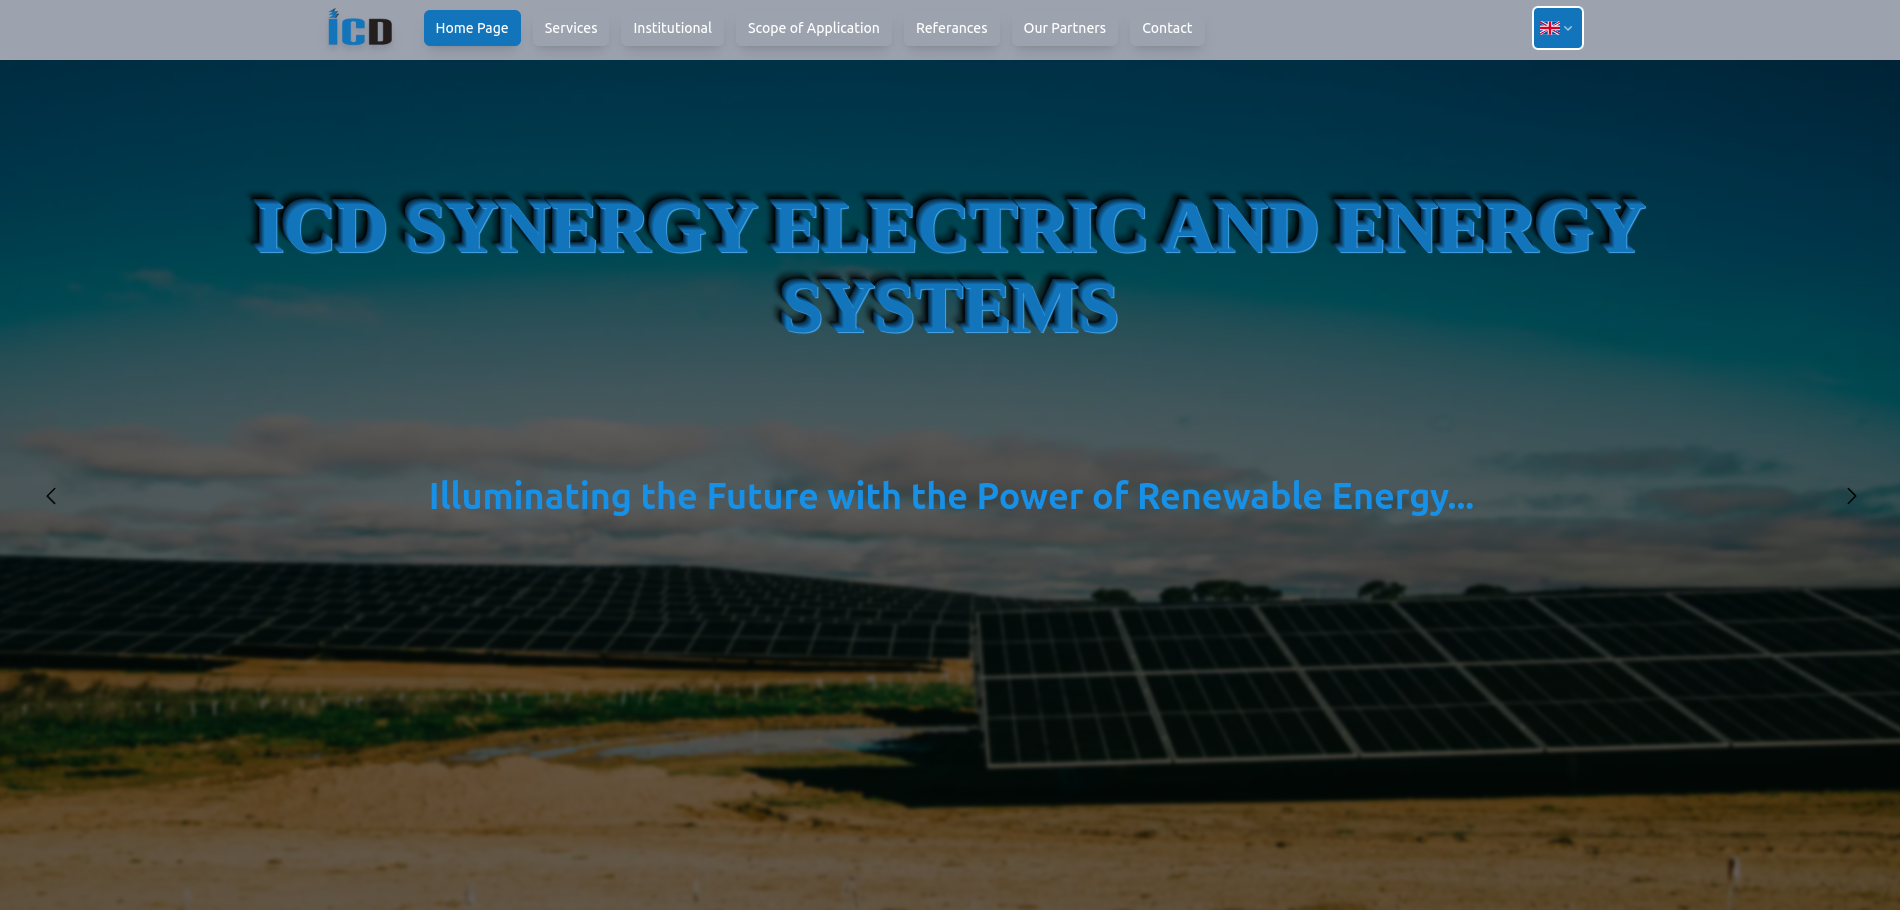 icD
Home Page
Services
Institutional
Scope of Application
Referances
Our Partners
Contact
ICD SYNERGY ELECTRIC AND ENERGY
SYSTEMS
Illuminating the Future with the Power of Renewable Energy...